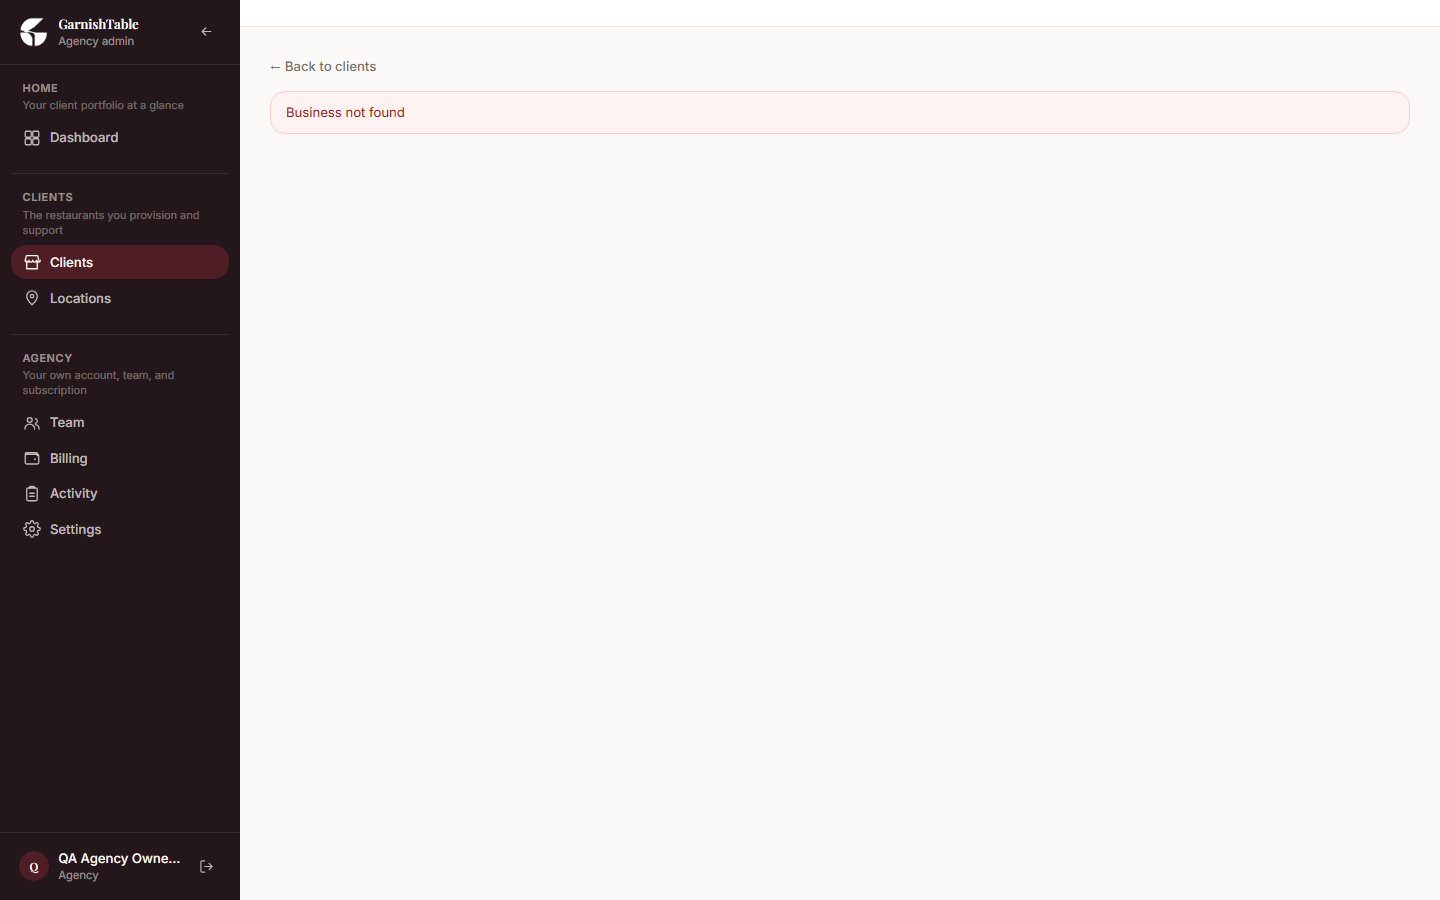 GarnishTable
Agency admin
HOME
Your client portfolio at a glance
Dashboard
CLIENTS
The restaurants you provision and
support
Clients
Locations
AGENCY
Your own account, team, and
subscription
Team
Billing
Activity
Settings
Q
QA Agency Owne...
Agency
← Back to clients
Business not found